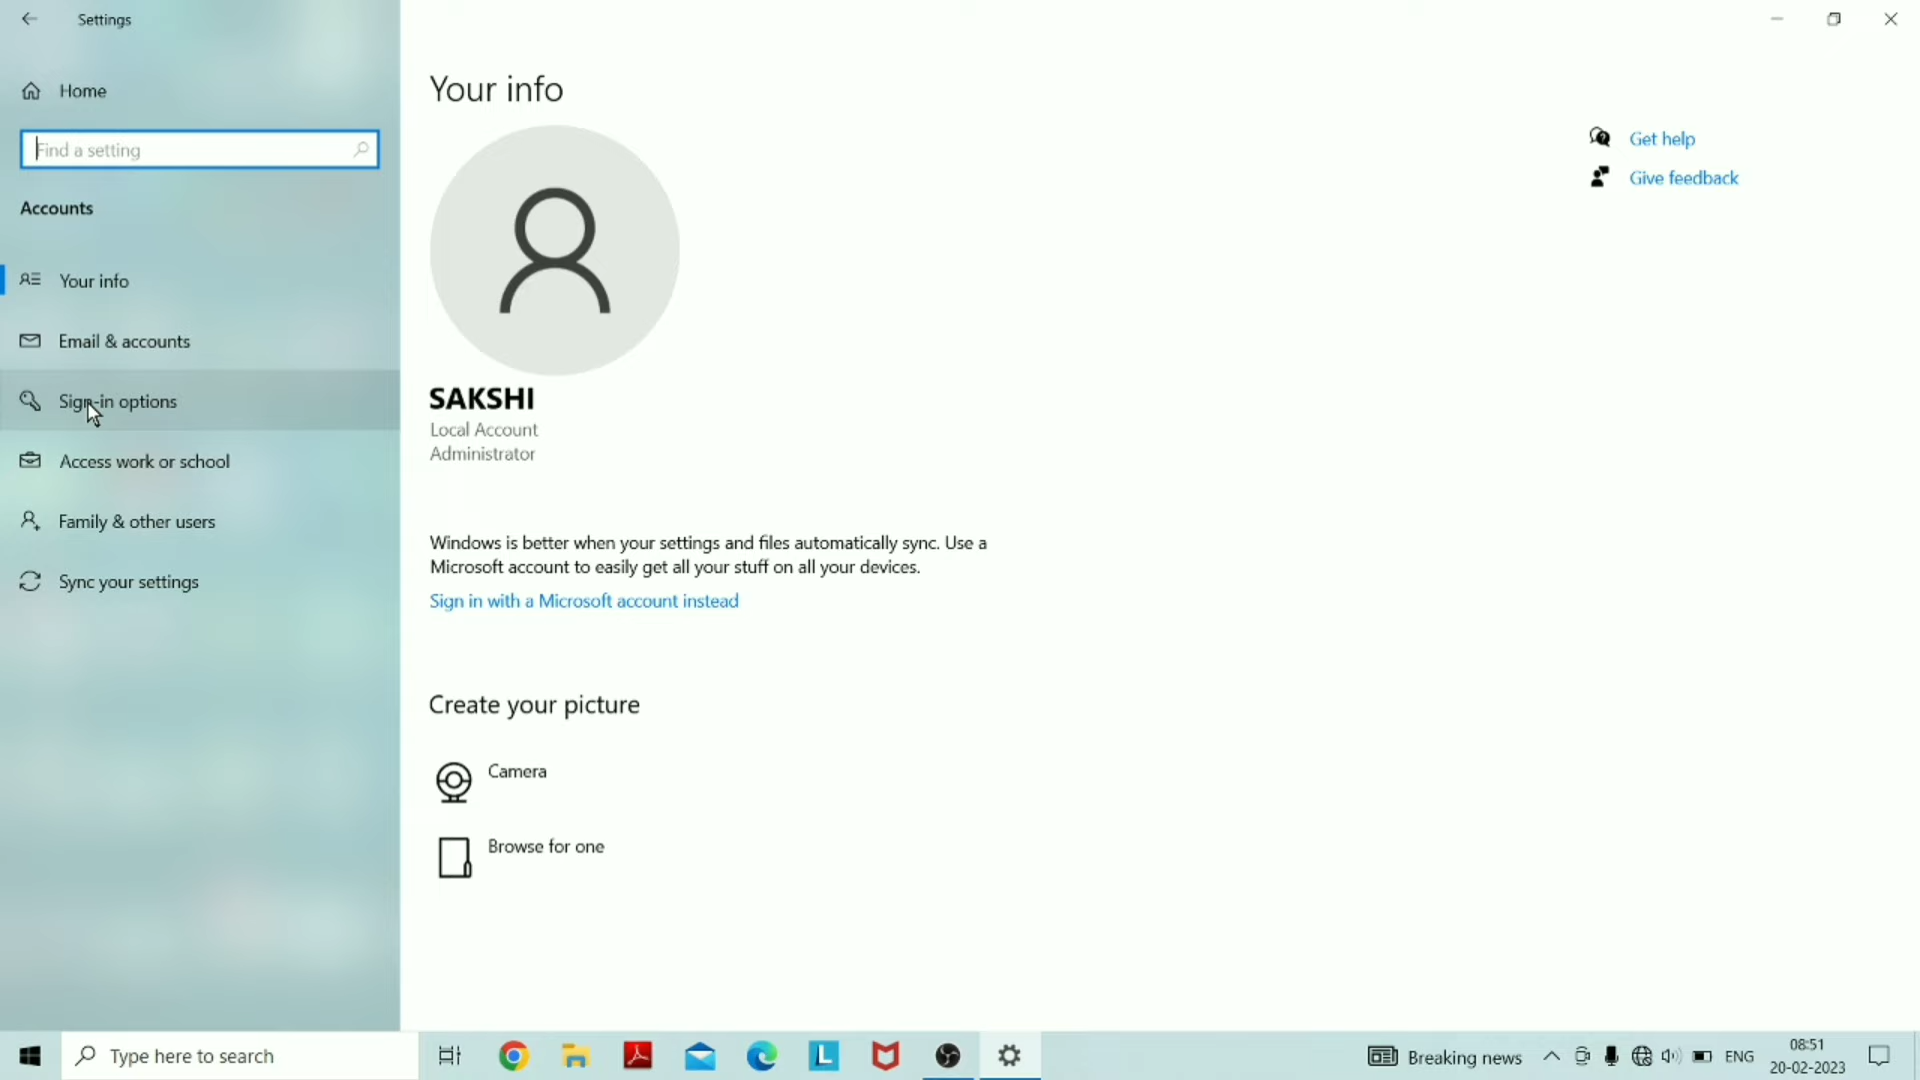 Settings
Home
Find a setting
Accounts
Your info
Email & accounts
Sign-in options
Access work or school
Family & other users
Sync your settings
Your info
SAKSHI
Local Account
Administrator
Windows is better when your settings and files automatically sync. Use a
Microsoft account to easily get all your stuff on all your devices.
Sign in with a Microsoft account instead
Create your picture
Camera
Browse for one
Get help
Give feedback
Type here to search
L
Breaking news
ENG
08:51
20-02-2023